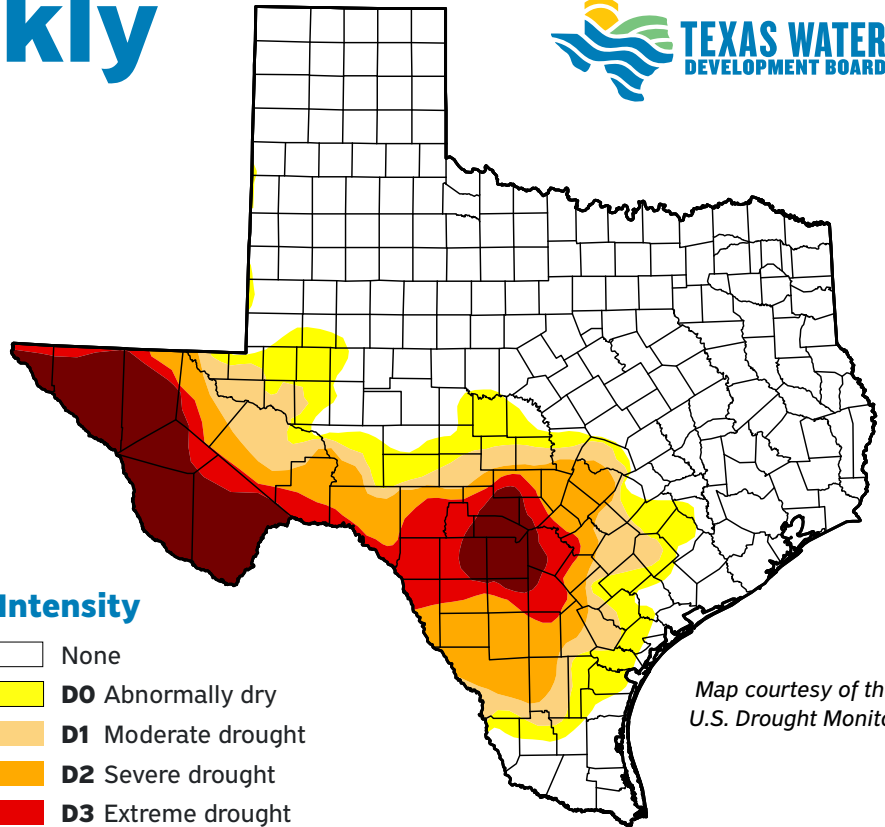 kly
TEXAS WATER
DEVELOPMENT BOARD
Intensity
None
D0 Abnormally dry
D1 Moderate drought
D2 Severe drought
D3 Extreme drought
Map courtesy of th
U.S. Drought Monito